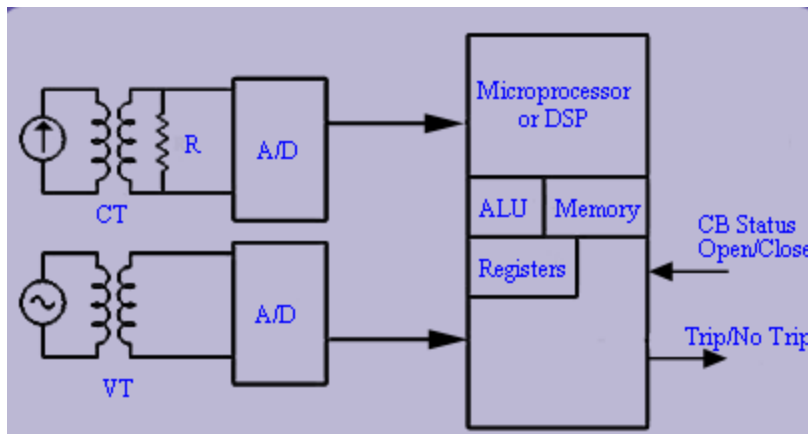 Microprocessor
or DSP
R
A/D
CT
ALU
Memory
CB Status
Open/Close
Registers
A/D
Trip/No Trip
VT